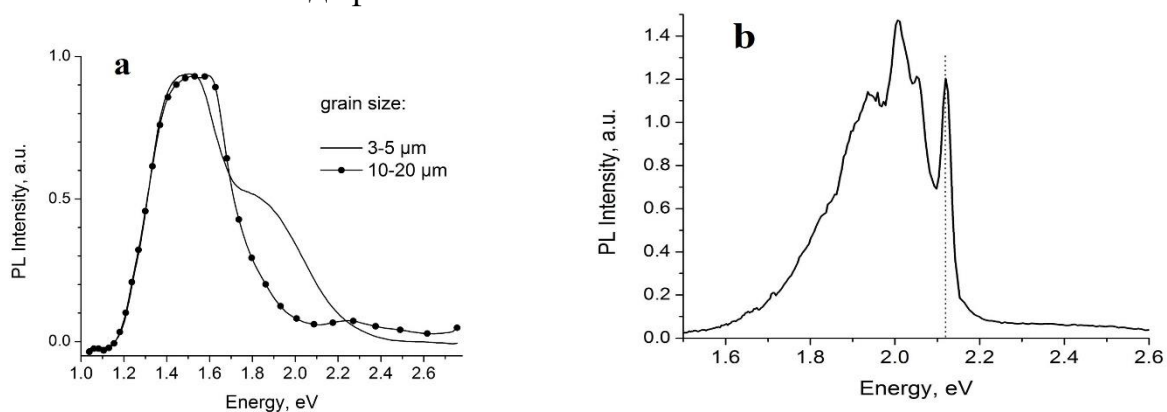 a
1.0
0.5
0.0
PL Intensity, a.u.
grain size:
3-5 µm
10-20 µm
1.0 1.2 1.4 1.6 1.8 2.0 2.2 2.4 2.6
Energy, eV
b
1.4
1.2
1.0
0.8
0.6
0.4
0.2
0.0
PL Intensity, a.u.
1.6 1.8 2.0 2.2 2.4 2.6
Energy, eV